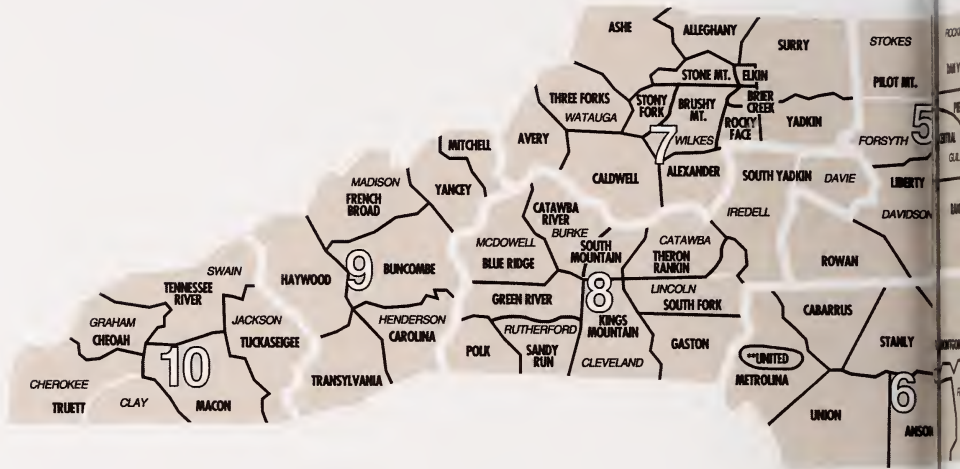 ASHE
ALLEGHANY
SURRY
STOKES
STONE MT.
ELKIN
PILOT MT.
THREE FORKS
WATAUGA
STONY
FORK
BRUSHY
MT.
BRIER
CREEK
ROCKY
FACE
YADKIN
AVERY
7
WILKES
FORSYTH
5
MITCHELL
CALDWELL
ALEXANDER
SOUTH YADKIN
DAVIE
LIBERTY
MADISON
FRENCH
BROAD
YANCEY
CATAWBA
RIVER
BURKE
IREDELL
DAVIDSON
MCDOWELL
BLUE RIDGE
SOUTH
MOUNTAIN
CATAWBA
THERON
RANKIN
ROWAN
SWAIN
TENNESSEE
RIVER
HAYWOOD
9
BUNCOMBE
GREEN RIVER
8
LINCOLN
SOUTH FORK
CABARRUS
GRAHAM
CHEOAH
JACKSON
TUCKASEIGEE
HENDERSON
CAROLINA
POLK
RUTHERFORD
SANDY
RUN
KINGS
MOUNTAIN
CLEVELAND
GASTON
**UNITED
METROLINA
STANLY
CHEROKEE
TRUETT
CLAY
10
MACON
TRANSYLVANIA
UNION
6